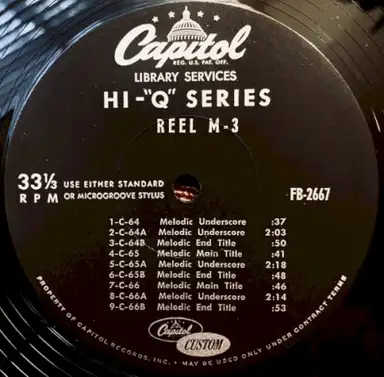 Capitol
REG. U.S. PAT. OFF.
LIBRARY SERVICES
HI-"Q" SERIES
REEL M-3
33⅓ RPM USE EITHER STANDARD OR MICROGROOVE STYLUS
FB-2667
1-C-64 Melodic Underscore :37
2-C-64A Melodic Underscore 2:03
3-C-64B Melodic End Title :50
4-C-65 Melodic Main Title :41
5-C-65A Melodic Underscore 2:18
6-C-65B Melodic End Title :48
7-C-66 Melodic Main Title :46
8-C-66A Melodic Underscore 2:14
9-C-66B Melodic End Title :53
Capitol
CUSTOM
PROPERTY OF CAPITOL RECORDS, INC. • MAY BE USED ONLY UNDER CONTRACT TERMS